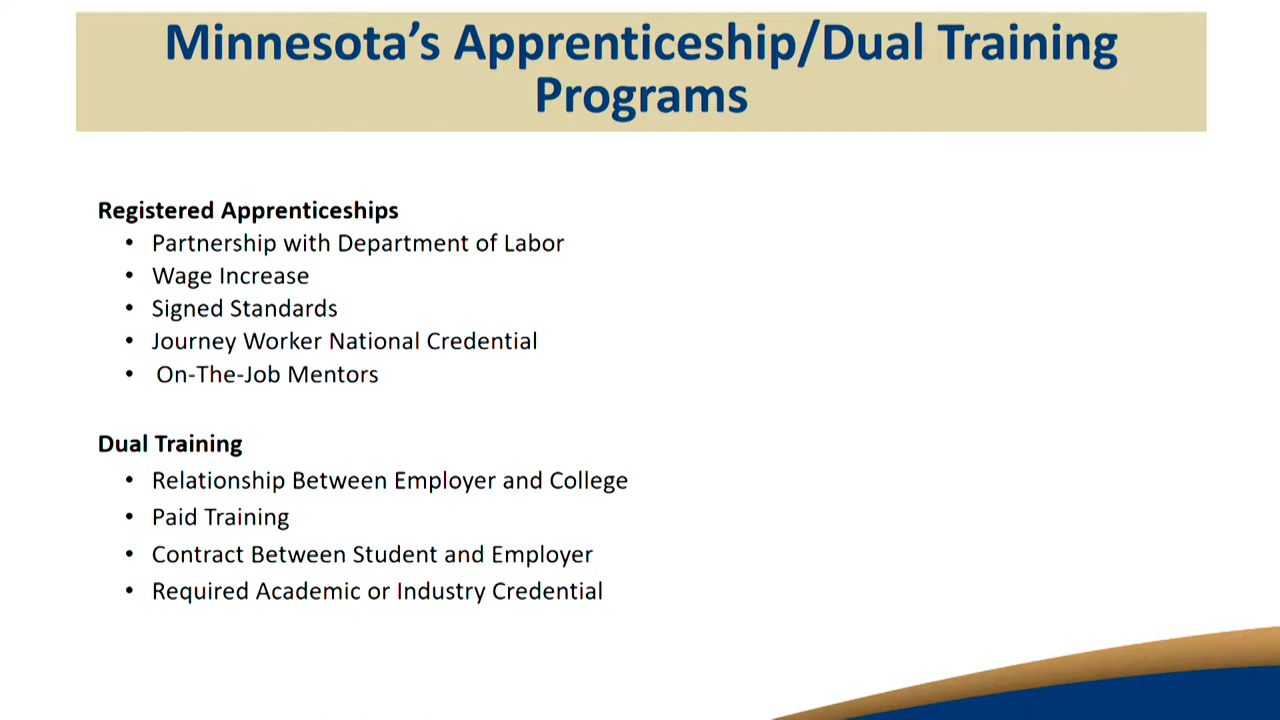 Minnesota’s Apprenticeship/Dual Training
Programs
Registered Apprenticeships
• Partnership with Department of Labor
• Wage Increase
• Signed Standards
• Journey Worker National Credential
• On-The-Job Mentors
Dual Training
• Relationship Between Employer and College
• Paid Training
• Contract Between Student and Employer
• Required Academic or Industry Credential